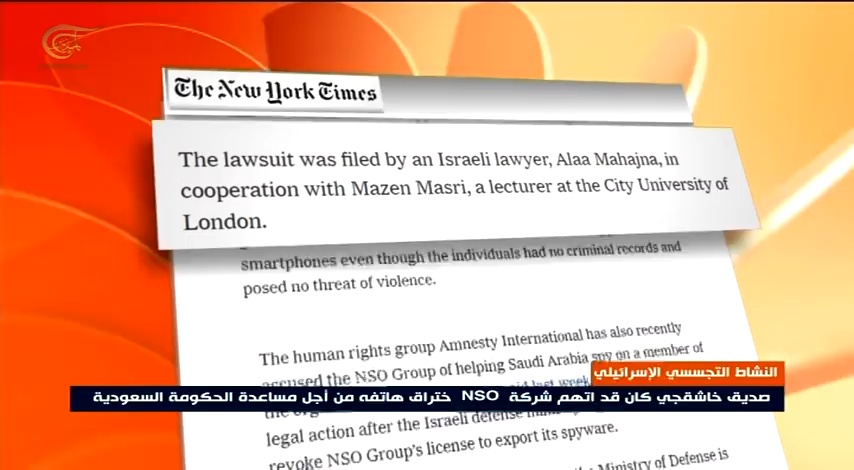 The New York Times
The lawsuit was filed by an Israeli lawyer, Alaa Mahajna, in
cooperation with Mazen Masri, a lecturer at the City University of
London.
smartphones even though the individuals had no criminal records and
posed no threat of violence.
The human rights group Amnesty International has also recently
accused the NSO Group of helping Saudi Arabia spy on a member of
last week
legal action after the Israeli defense
revoke NSO Group's license to export its spyware.
Ministry of Defense is
النشاط التجسسي الإسرائيلي
صديق خاشقجي كان قد اتهم شركة NSO ختراق هاتفه من أجل مساعدة الحكومة السعودية